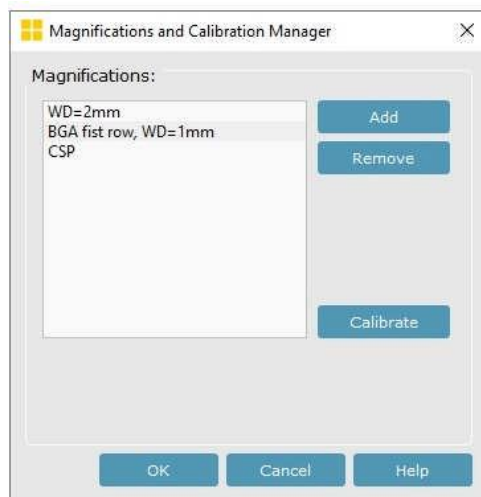 Magnifications and Calibration Manager
Magnifications:
WD=2mm
BGA fist row, WD=1mm
CSP
Add
Remove
Calibrate
OK
Cancel
Help